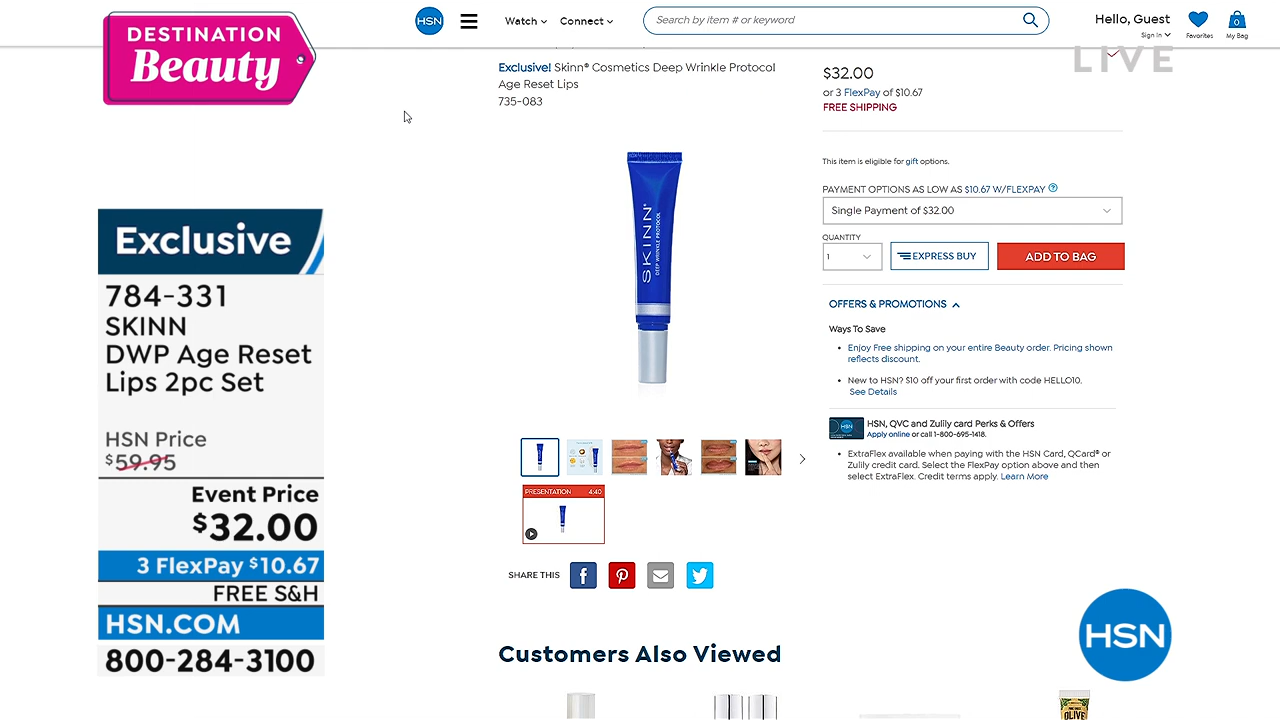 DESTINATION
Beauty
HSN
Watch
Connect
Search by item # or keyword
Hello, Guest
Sign In
Favorites
0
My Bag
LIVE
Exclusive! Skinn® Cosmetics Deep Wrinkle Protocol
Age Reset Lips
735-083
$32.00
or 3 FlexPay of $10.67
FREE SHIPPING
This item is eligible for gift options.
PAYMENT OPTIONS AS LOW AS $10.67 W/FLEXPAY ?
Single Payment of $32.00
QUANTITY
1
EXPRESS BUY
ADD TO BAG
OFFERS & PROMOTIONS
Ways To Save
• Enjoy Free shipping on your entire Beauty order. Pricing shown
reflects discount.
• New to HSN? $10 off your first order with code HELLO10.
See Details
HSN
HSN, QVC and Zulily card Perks & Offers
Apply online or call 1-800-695-1418.
• ExtraFlex available when paying with the HSN Card, QCard® or
Zulily credit card. Select the FlexPay option above and then
select ExtraFlex. Credit terms apply. Learn More
SKINN®
DEEP WRINKLE PROTOCOL
PRESENTATION 4:40
SHARE THIS
Customers Also Viewed
OLIVE
Exclusive
784-331
SKINN
DWP Age Reset
Lips 2pc Set
HSN Price
$59.95
Event Price
$32.00
3 FlexPay $10.67
FREE S&H
HSN.COM
800-284-3100
HSN